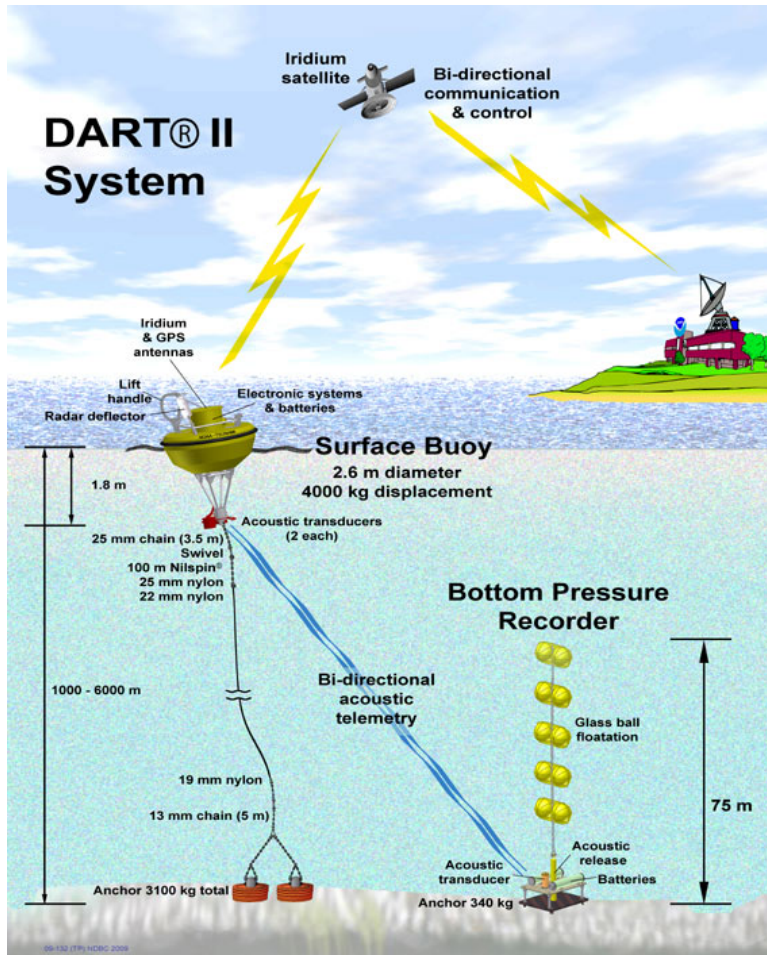 Iridium
satellite
Bi-directional
communication
& control
DART® II
System
Iridium
& GPS
antennas
Lift
handle
Radar deflector
Electronic systems
& batteries
Surface Buoy
2.6 m diameter
4000 kg displacement
1.8 m
Acoustic transducers
(2 each)
25 mm chain (3.5 m)
Swivel
100 m Nilspin®
25 mm nylon
22 mm nylon
Bottom Pressure
Recorder
1000 - 6000 m
Bi-directional
acoustic
telemetry
Glass ball
floatation
75 m
19 mm nylon
13 mm chain (5 m)
Acoustic
release
Acoustic
transducer
Batteries
Anchor 3100 kg total
Anchor 340 kg
(TP) NDBC